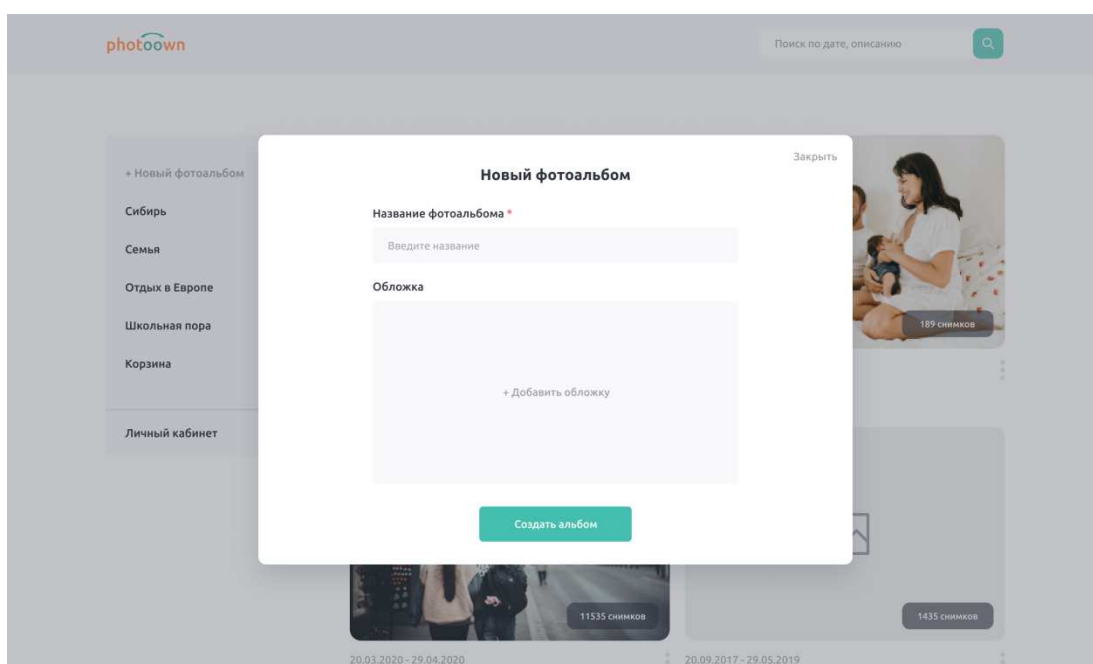 photoown
Поиск по дате, описанию
+ Новый фотоальбом
Сибирь
Семья
Отдых в Европе
Школьная пора
Корзина
Личный кабинет
Закрыть
Новый фотоальбом
Название фотоальбома *
Введите название
Обложка
+ Добавить обложку
Создать альбом
189 снимков
11535 снимков
1435 снимков
20.03.2020 - 29.04.2020
20.09.2017 - 29.05.2019